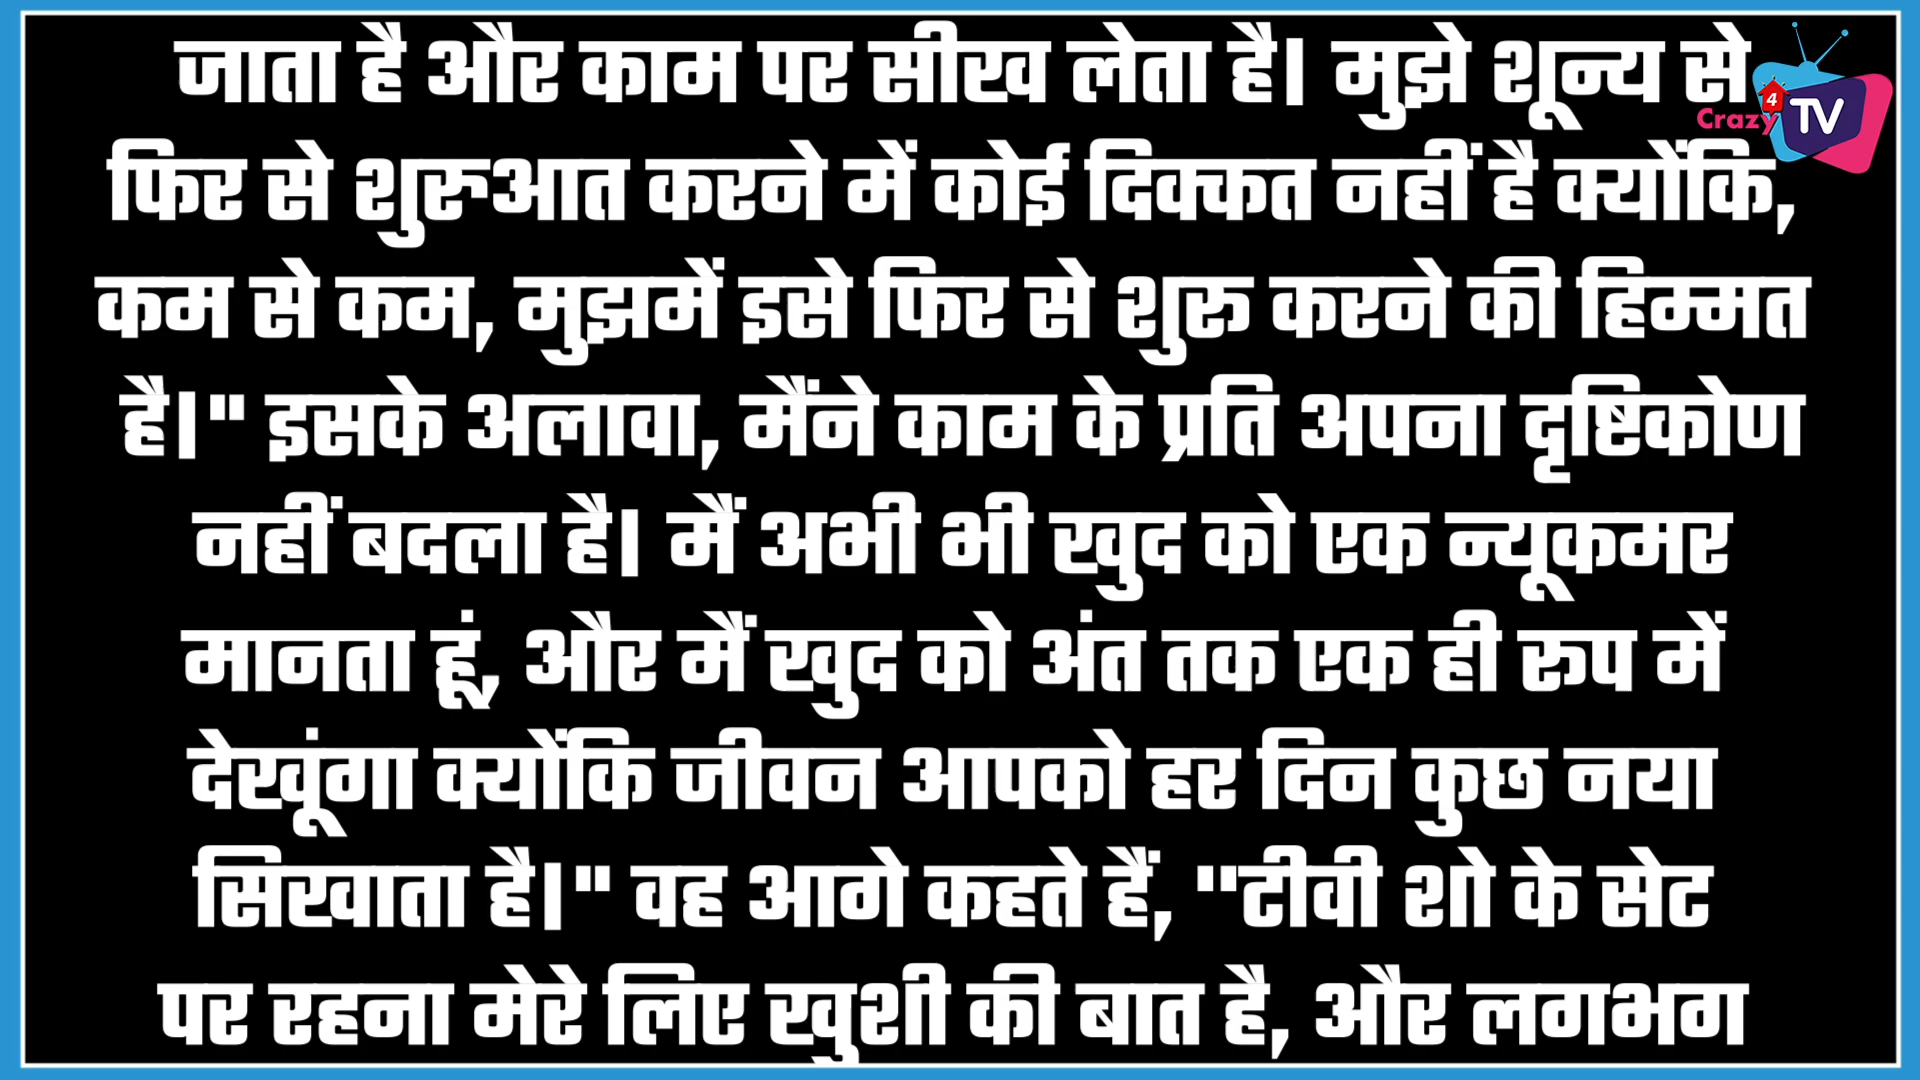 जाता है और काम पर सीख लेता है। मुझे शून्य से
Crazy 4 TV
फिर से शुरुआत करने में कोई दिक्कत नहीं है क्योंकि,
कम से कम, मुझमें इसे फिर से शुरू करने की हिम्मत
है।" इसके अलावा, मैंने काम के प्रति अपना दृष्टिकोण
नहीं बदला है। मैं अभी भी खुद को एक न्यूकमर
मानता हूं, और मैं खुद को अंत तक एक ही रूप में
देखूंगा क्योंकि जीवन आपको हर दिन कुछ नया
सिखाता है।" वह आगे कहते हैं, "टीवी शो के सेट
पर रहना मेरे लिए खुशी की बात है, और लगभग